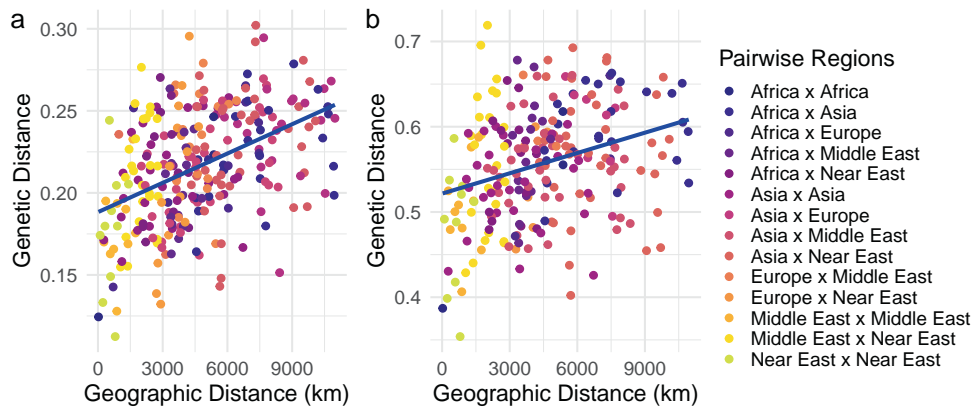 a
0.30
0.25
0.20
0.15
Genetic Distance
0
3000
6000
9000
Geographic Distance (km)
b
0.7
0.6
0.5
0.4
Genetic Distance
0
3000
6000
9000
Geographic Distance (km)
Pairwise Regions
Africa x Africa
Africa x Asia
Africa x Europe
Africa x Middle East
Africa x Near East
Asia x Asia
Asia x Europe
Asia x Middle East
Asia x Near East
Europe x Middle East
Europe x Near East
Middle East x Middle East
Middle East x Near East
Near East x Near East